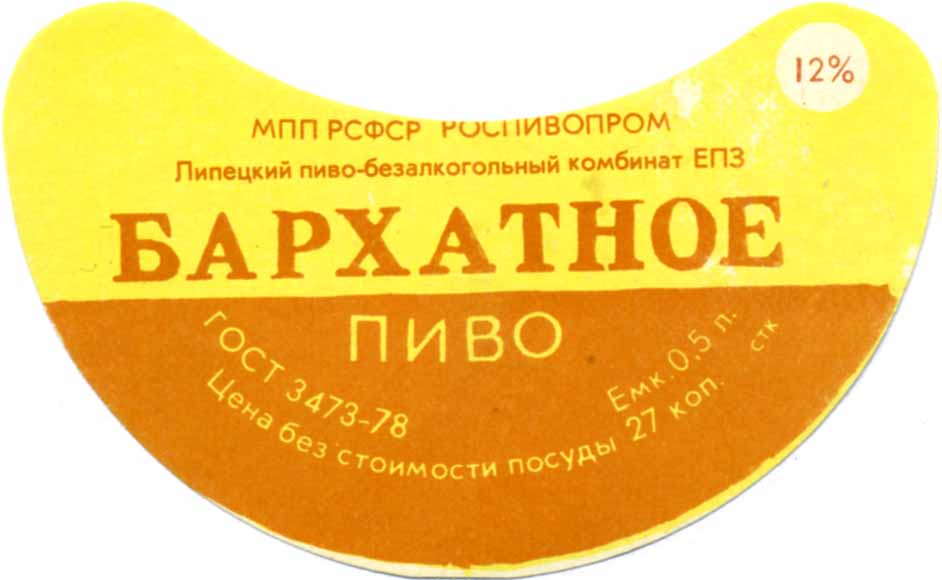 12%
МПП РСФСР РОСПИВОПРОМ
Липецкий пиво-безалкогольный комбинат ЕПЗ
БАРХАТНОЕ
ПИВО
ГОСТ 3473-78
Емк. 0,5 л.
Цена без стоимости посуды 27 коп.
стк